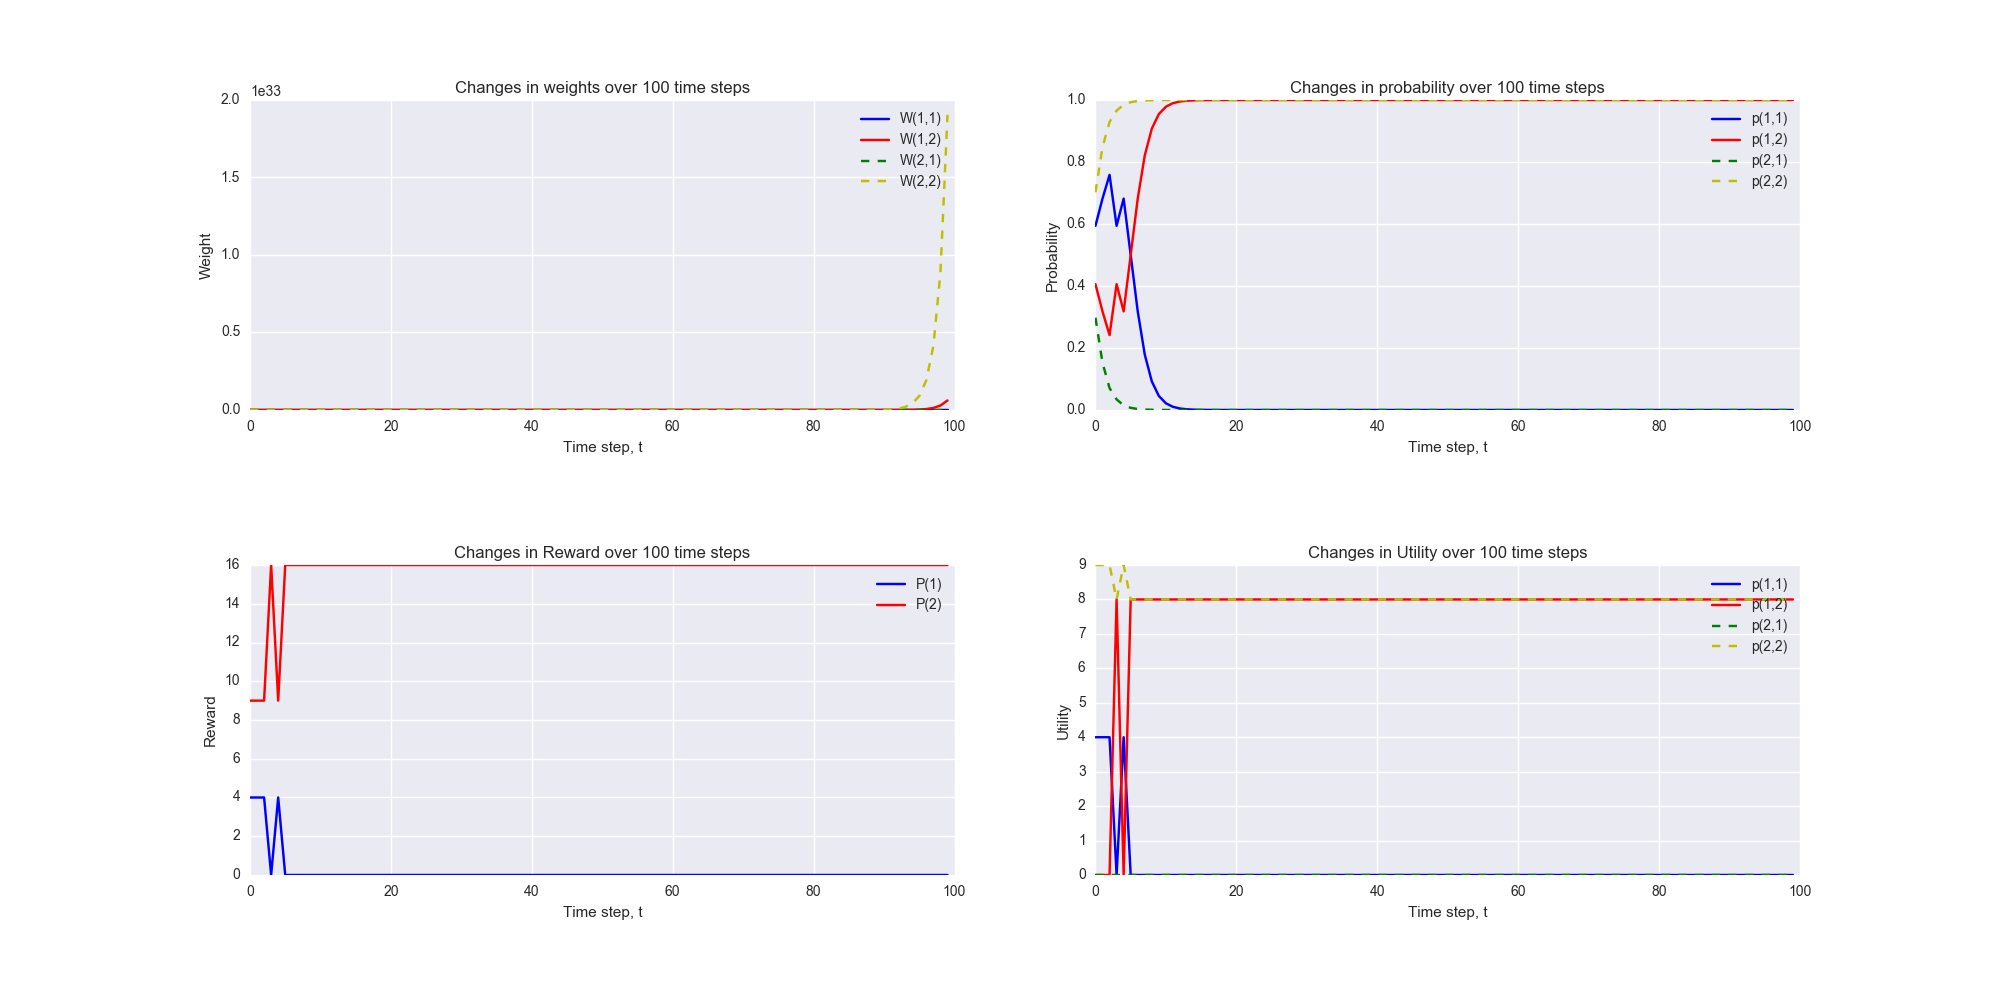 Changes in weights over 100 time steps
1e33
2.0
1.5
1.0
0.5
0.0
Weight
0 20 40 60 80 100
Time step, t
W(1,1)
W(1,2)
W(2,1)
W(2,2)
Changes in probability over 100 time steps
1.0
0.8
0.6
0.4
0.2
0.0
Probability
0 20 40 60 80 100
Time step, t
p(1,1)
p(1,2)
p(2,1)
p(2,2)
Changes in Reward over 100 time steps
16
14
12
10
8
6
4
2
0
Reward
0 20 40 60 80 100
Time step, t
P(1)
P(2)
Changes in Utility over 100 time steps
9
8
7
6
5
4
3
2
1
0
Utility
0 20 40 60 80 100
Time step, t
p(1,1)
p(1,2)
p(2,1)
p(2,2)